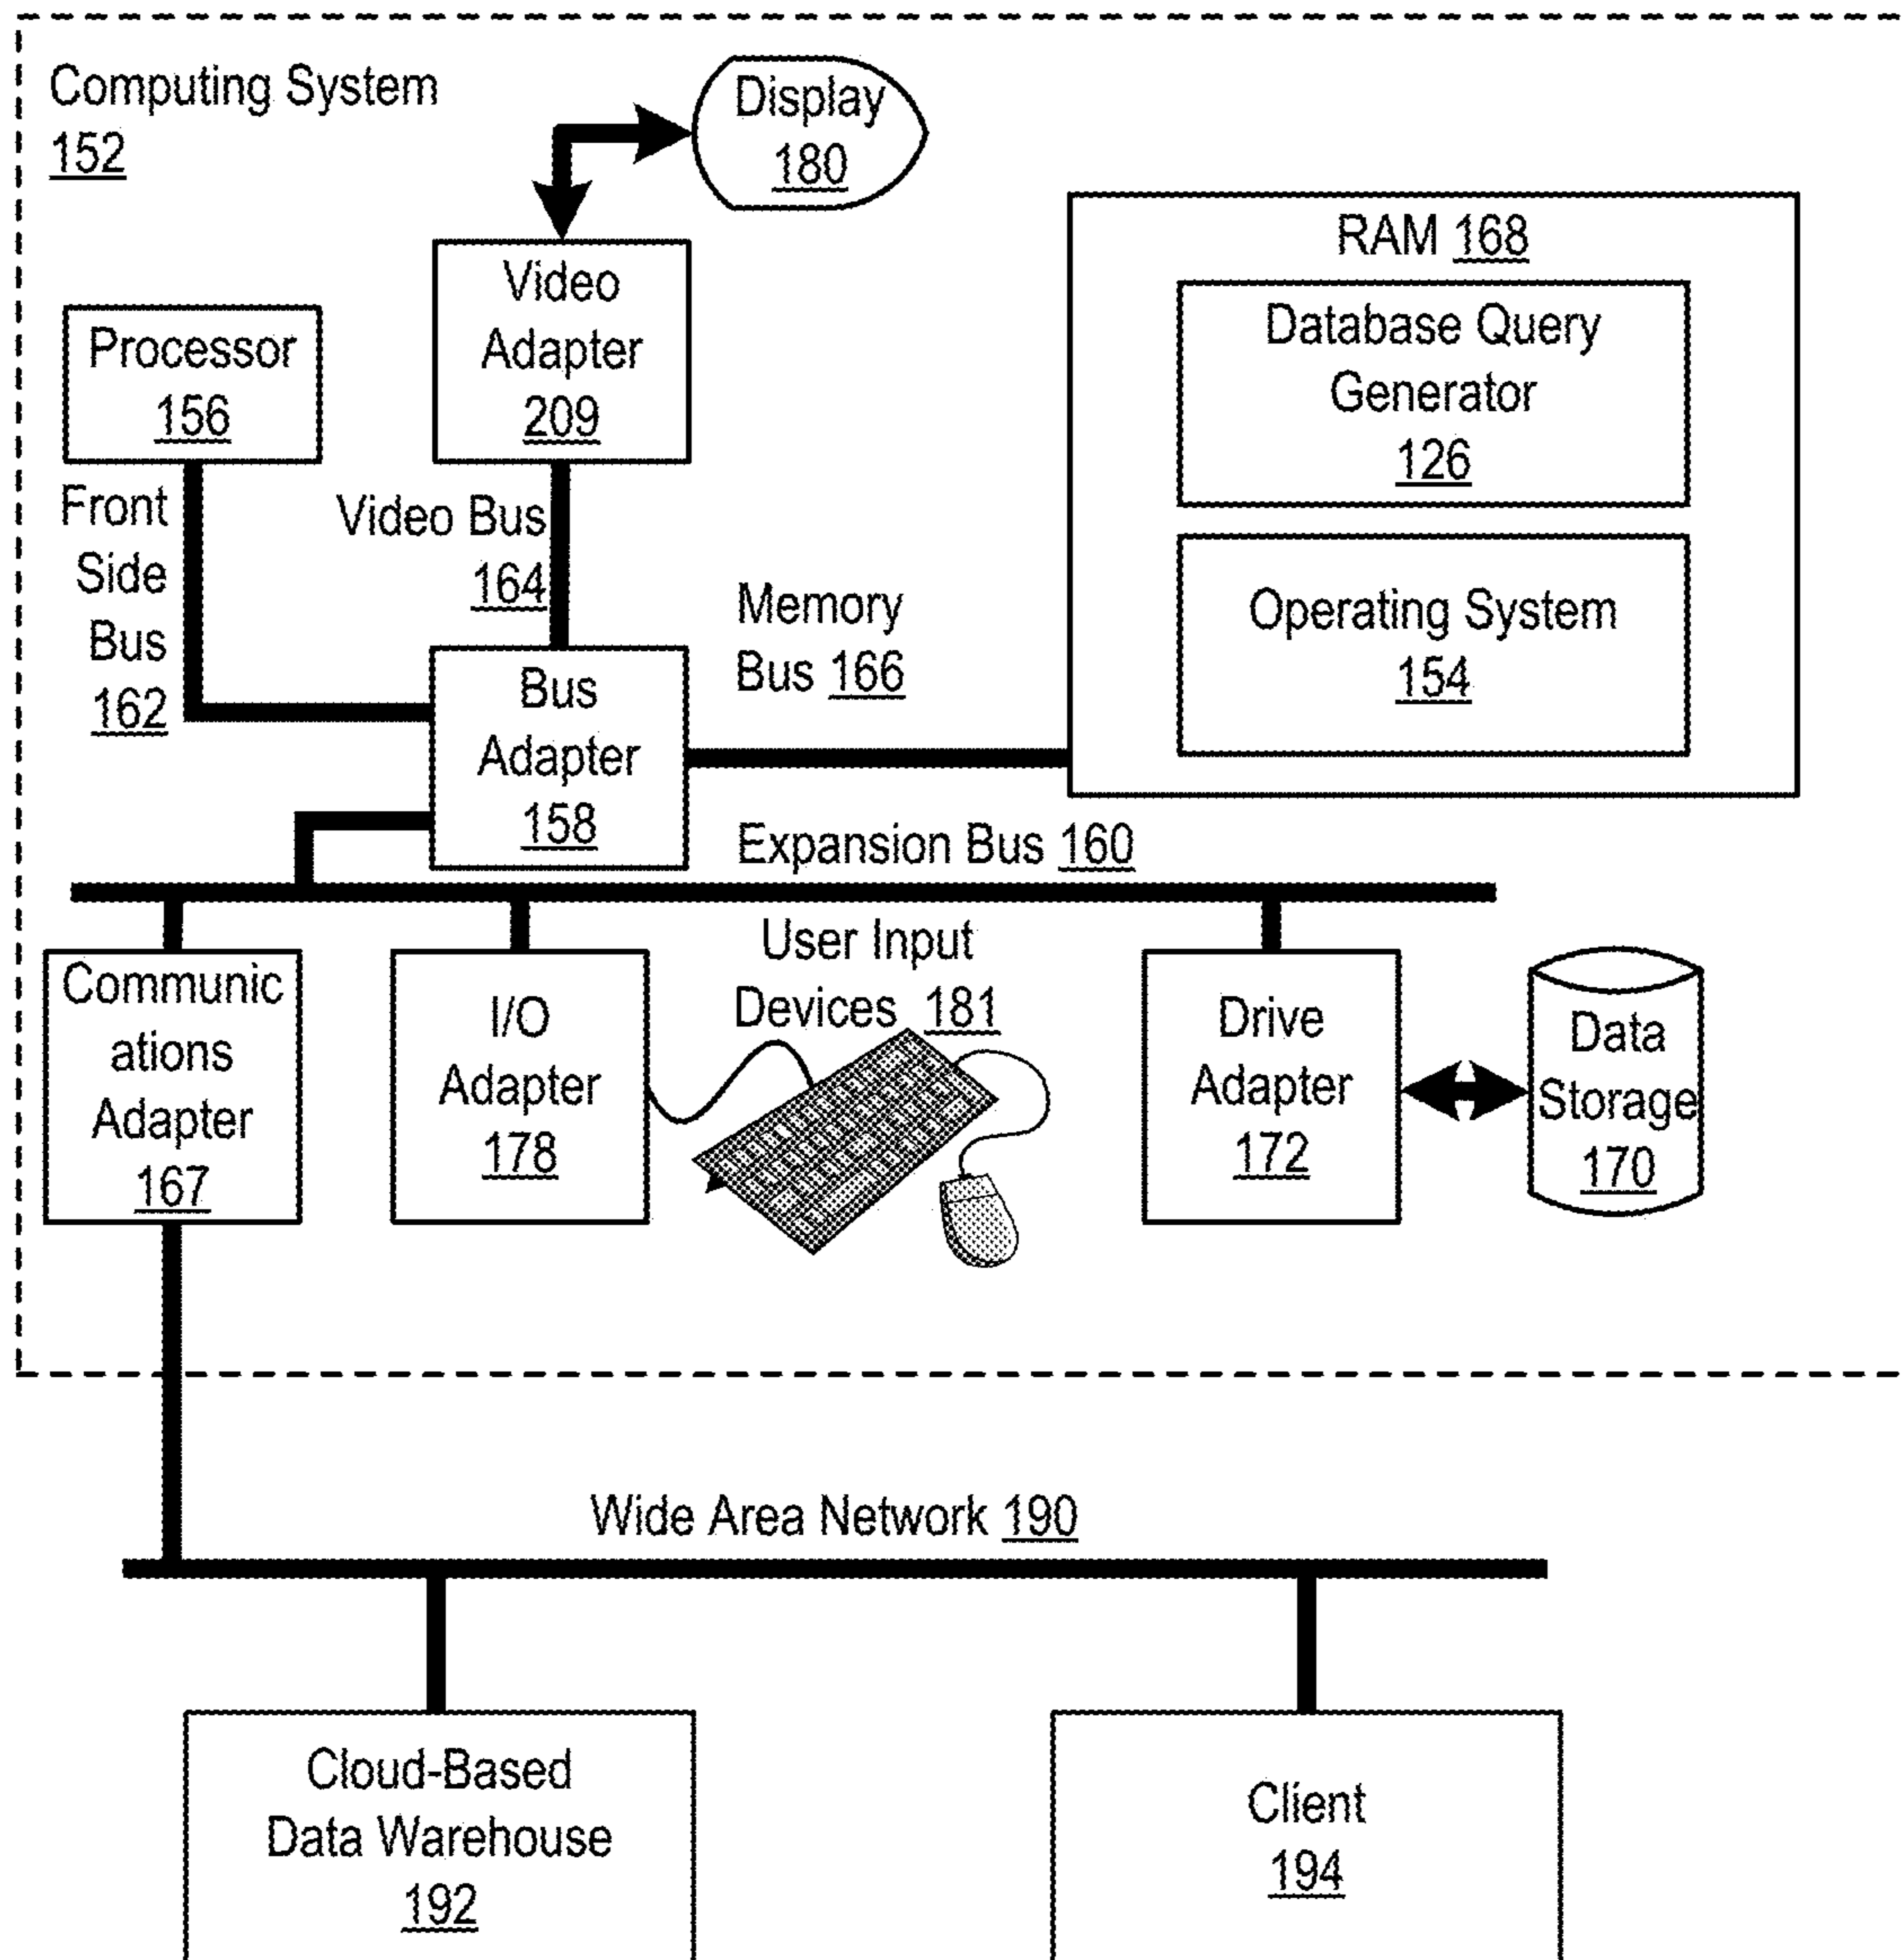 Computing System
152
Display
180
RAM 168
Video
Adapter
209
Processor
156
Database Query
Generator
126
Front
Side
Bus
162
Video Bus
164
Operating System
154
Memory
Bus 166
Bus
Adapter
158
Expansion Bus 160
Communic
ations
Adapter
167
I/O
Adapter
178
User Input
Devices 181
Drive
Adapter
172
Data
Storage
170
Wide Area Network 190
Cloud-Based
Data Warehouse
192
Client
194